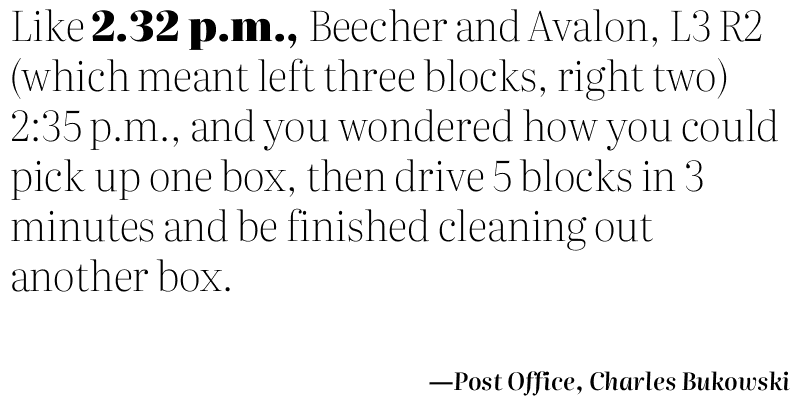 Like 2.32 p.m., Beecher and Avalon, L3 R2
(which meant left three blocks, right two)
2:35 p.m., and you wondered how you could
pick up one box, then drive 5 blocks in 3
minutes and be finished cleaning out
another box.
—Post Office, Charles Bukowski